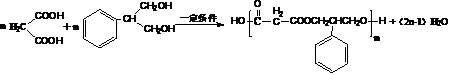 n H₂C COOH COOH + n CH CH₂OH CH₂OH 一定条件 HO [ C O H₂ C COOCH₂CHCH₂O ]ₙ H + (2n-1) H₂O